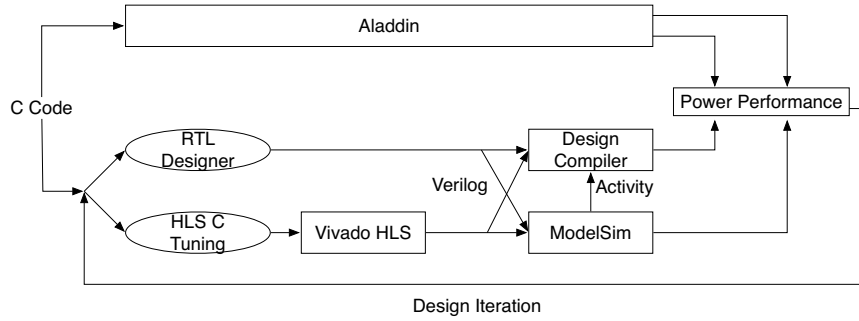 Aladdin
C Code
Power Performance
RTL
Designer
Design
Compiler
Verilog
Activity
HLS C
Tuning
Vivado HLS
ModelSim
Design Iteration